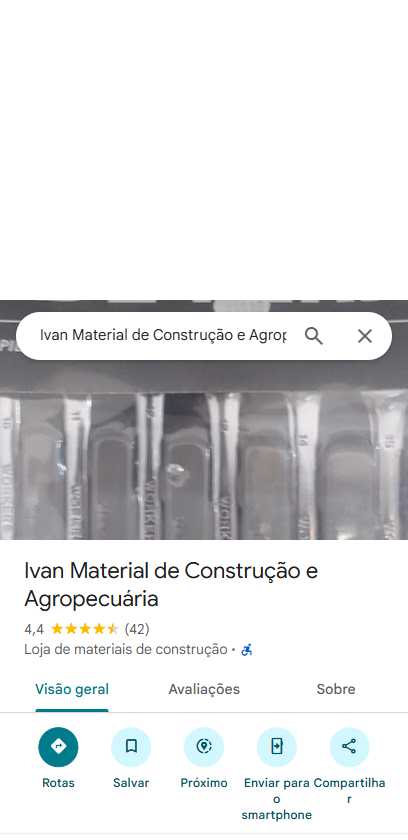 Ivan Material de Construção e Agrop
Ivan Material de Construção e
Agropecuária
4,4 (42)
Loja de materiais de construção ·
Visão geral Avaliações Sobre
Rotas Salvar Próximo Enviar para o smartphone Compartilhar